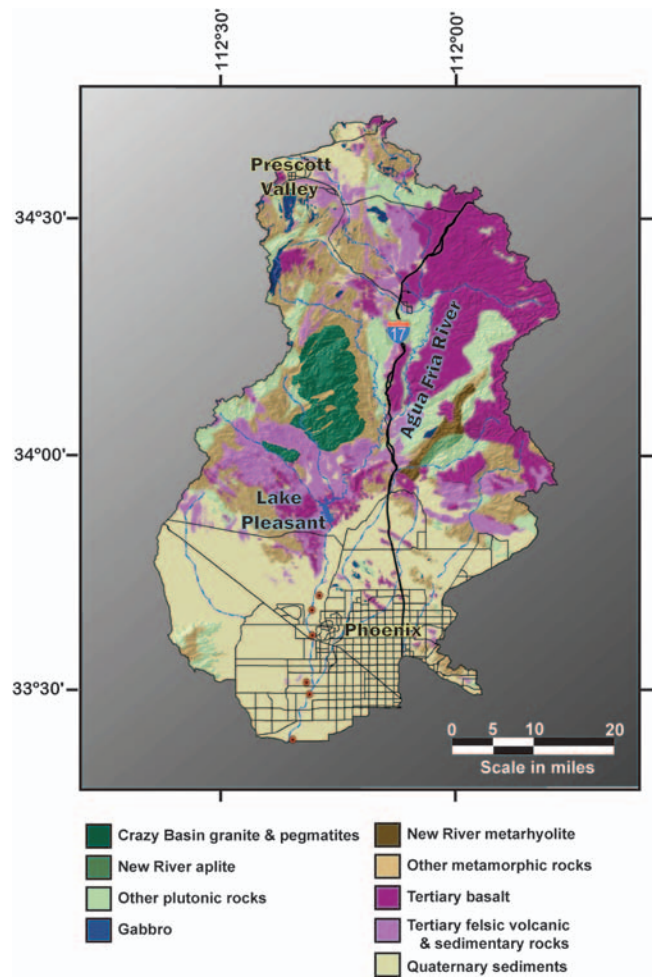 112°30'
112°00'
Prescott
Valley
34°30'
17
Agua Fria River
34°00'
Lake
Pleasant
Phoenix
33°30'
0 5 10 20
Scale in miles
Crazy Basin granite & pegmatites
New River aplite
Other plutonic rocks
Gabbro
New River metarhyolite
Other metamorphic rocks
Tertiary basalt
Tertiary felsic volcanic
& sedimentary rocks
Quaternary sediments